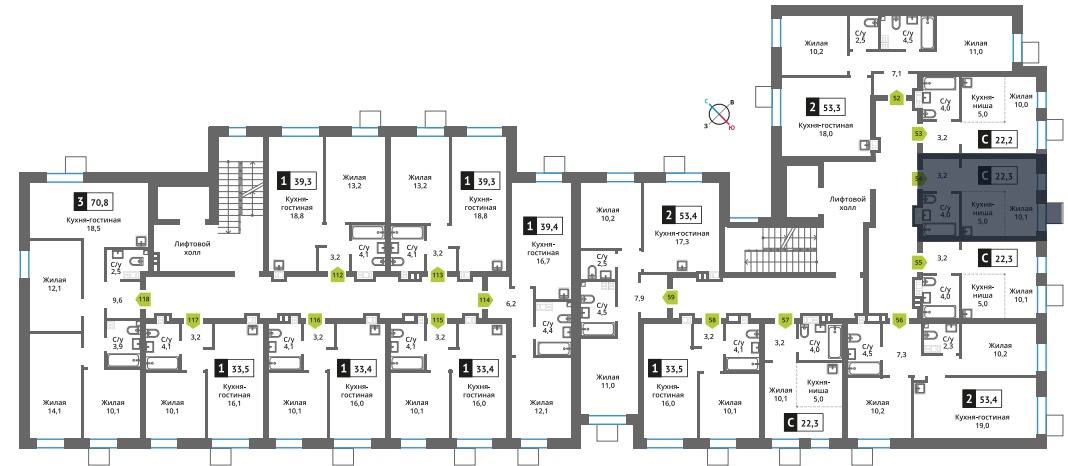 Жилая
10,2
С/у
2,5
С/у
4,5
Жилая
11,0
7,1
52
2 53,3
Кухня-гостиная
18,0
С/у
4,0
Кухня-
ниша
5,0
Жилая
10,0
53
3,2
С 22,2
С
В
З
Ю
54
3,2
С 22,3
С/у
4,0
Кухня-
ниша
5,0
Жилая
10,1
Лифтовой
холл
55
3,2
С 22,3
С/у
4,0
Кухня-
ниша
5,0
Жилая
10,1
3 70,8
Кухня-гостиная
18,5
Лифтовой
холл
1 39,3
Кухня-
гостиная
18,8
Жилая
13,2
Жилая
13,2
1 39,3
Кухня-
гостиная
18,8
1 39,4
Кухня-
гостиная
16,7
Жилая
10,2
2 53,4
Кухня-гостиная
17,3
С/у
2,5
Жилая
12,1
3,2
С/у
4,1
С/у
4,1
3,2
112
113
114
6,2
С/у
2,5
7,9
59
9,6
118
117
116
115
58
57
56
С/у
3,9
С/у
4,1
3,2
С/у
4,1
3,2
С/у
4,1
3,2
С/у
4,4
С/у
4,5
3,2
С/у
4,1
3,2
С/у
4,0
С/у
4,5
7,3
С/у
2,3
Жилая
10,2
1 33,5
Кухня-
гостиная
16,1
1 33,4
Кухня-
гостиная
16,0
1 33,4
Кухня-
гостиная
16,0
Жилая
11,0
1 33,5
Кухня-
гостиная
16,0
Жилая
10,1
Кухня-
ниша
5,0
С 22,3
2 53,4
Кухня-гостиная
19,0
Жилая
14,1
Жилая
10,1
Жилая
10,1
Жилая
10,1
Жилая
10,1
Жилая
12,1
Жилая
10,1
Жилая
10,2